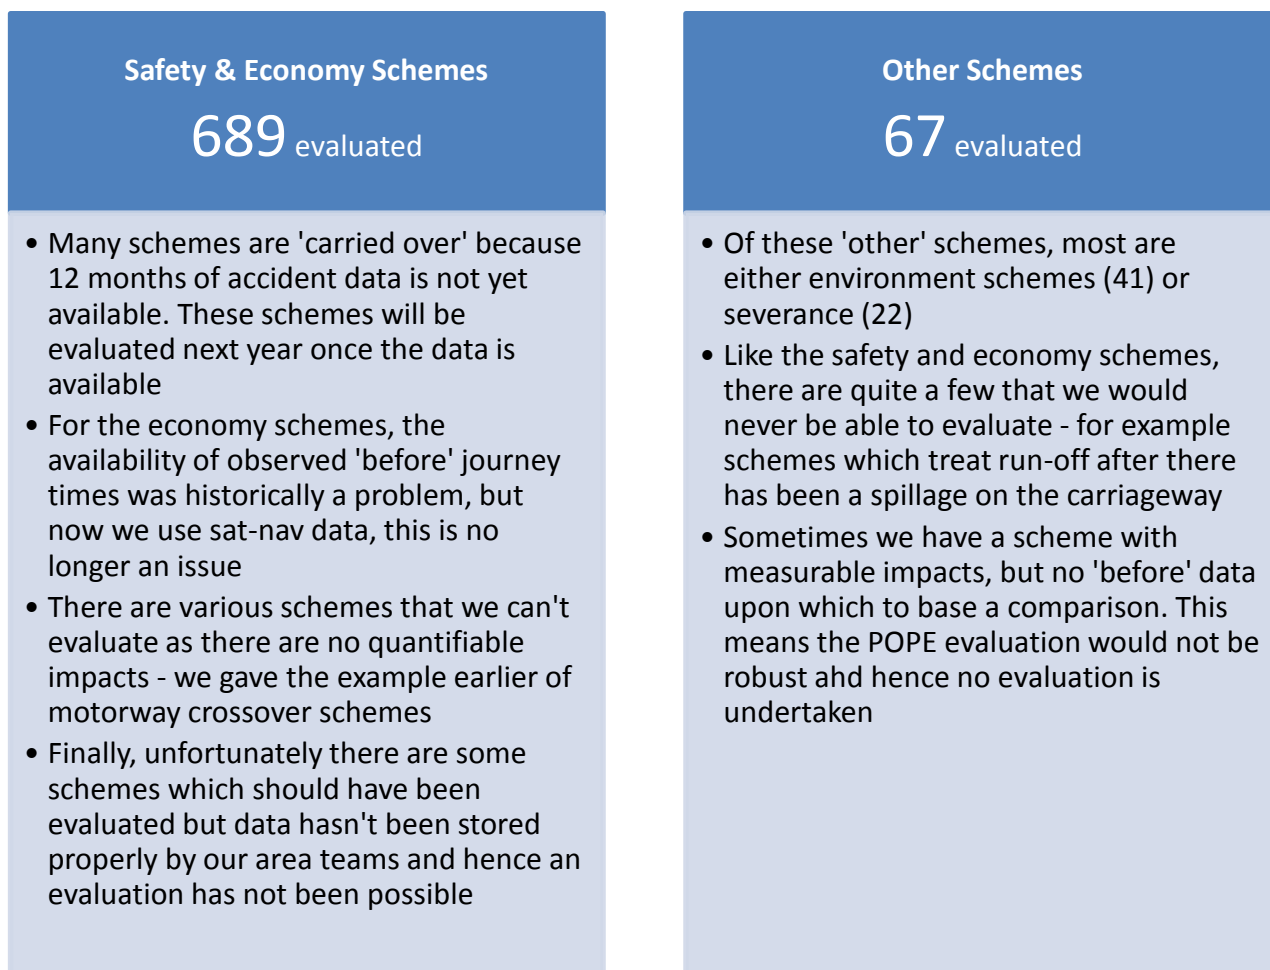 Safety & Economy Schemes
689 evaluated
• Many schemes are 'carried over' because
12 months of accident data is not yet
available. These schemes will be
evaluated next year once the data is
available
• For the economy schemes, the
availability of observed 'before' journey
times was historically a problem, but
now we use sat-nav data, this is no
longer an issue
• There are various schemes that we can't
evaluate as there are no quantifiable
impacts - we gave the example earlier of
motorway crossover schemes
• Finally, unfortunately there are some
schemes which should have been
evaluated but data hasn't been stored
properly by our area teams and hence an
evaluation has not been possible
Other Schemes
67 evaluated
• Of these 'other' schemes, most are
either environment schemes (41) or
severance (22)
• Like the safety and economy schemes,
there are quite a few that we would
never be able to evaluate - for example
schemes which treat run-off after there
has been a spillage on the carriageway
• Sometimes we have a scheme with
measurable impacts, but no 'before' data
upon which to base a comparison. This
means the POPE evaluation would not be
robust ahd hence no evaluation is
undertaken